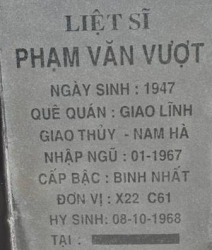 LIỆT SĨ
PHẠM VĂN VƯỢT
NGÀY SINH : 1947
QUÊ QUÁN : GIAO LĨNH
GIAO THỦY - NAM HÀ
NHẬP NGŨ : 01-1967
CẤP BẬC : BINH NHẤT
ĐƠN VỊ : X22 C61
HY SINH: 08-10-1968
TẠI :